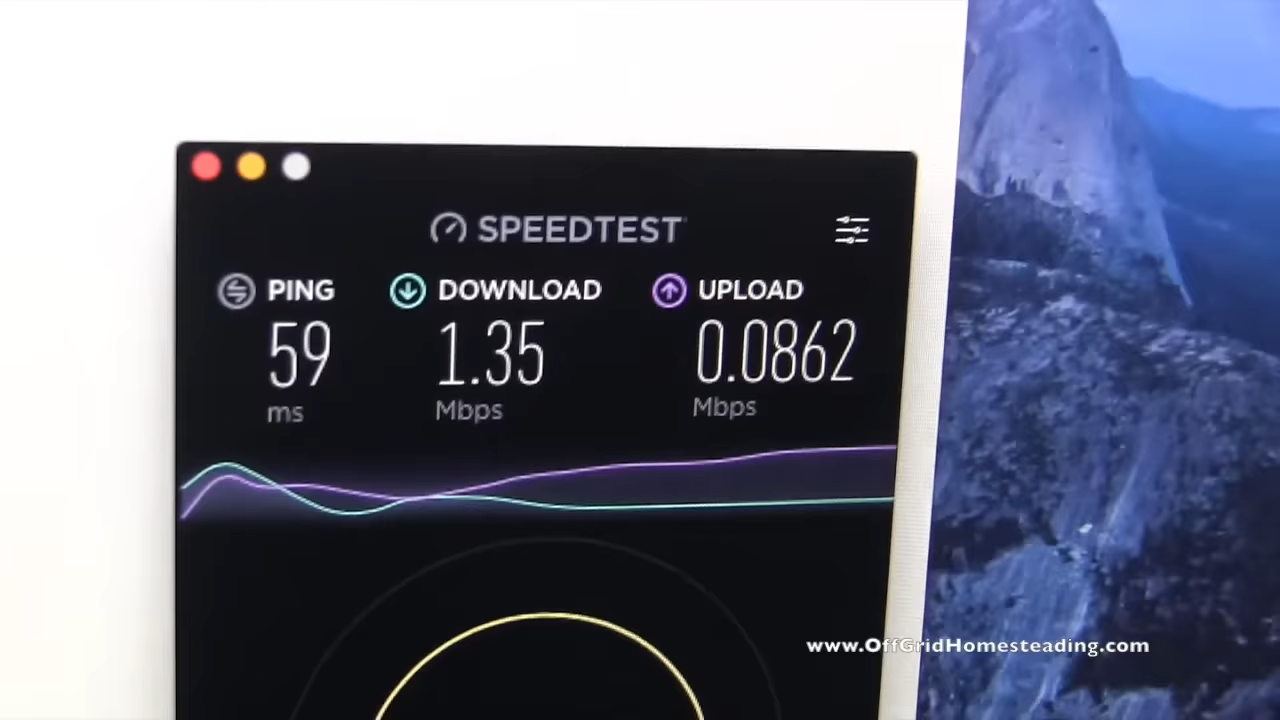 SPEEDTEST
PING DOWNLOAD UPLOAD
59 1.35 0.0862
ms Mbps Mbps
www.OffGridHomesteading.com